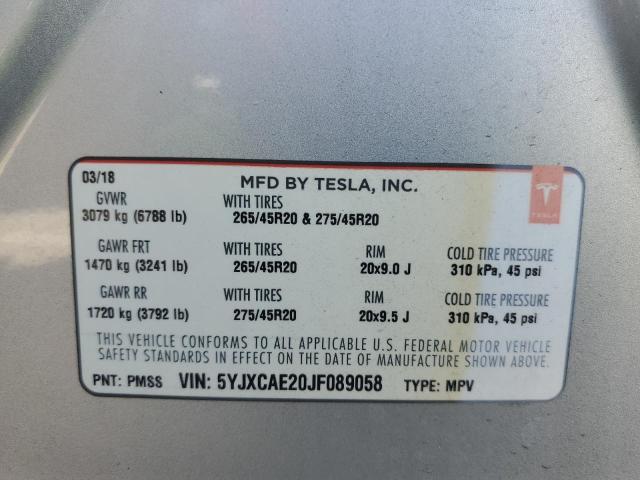 03/18 MFD BY TESLA, INC.
GVWR WITH TIRES
3079 kg (6788 lb) 265/45R20 & 275/45R20
GAWR FRT WITH TIRES RIM COLD TIRE PRESSURE
1470 kg (3241 lb) 265/45R20 20x9.0 J 310 kPa, 45 psi
GAWR RR WITH TIRES RIM COLD TIRE PRESSURE
1720 kg (3792 lb) 275/45R20 20x9.5 J 310 kPa, 45 psi
THIS VEHICLE CONFORMS TO ALL APPLICABLE U.S. FEDERAL MOTOR VEHICLE
SAFETY STANDARDS IN EFFECT ON THE DATE OF MANUFACTURE SHOWN ABOVE.
PNT: PMSS VIN: 5YJXCAE20JF089058 TYPE: MPV